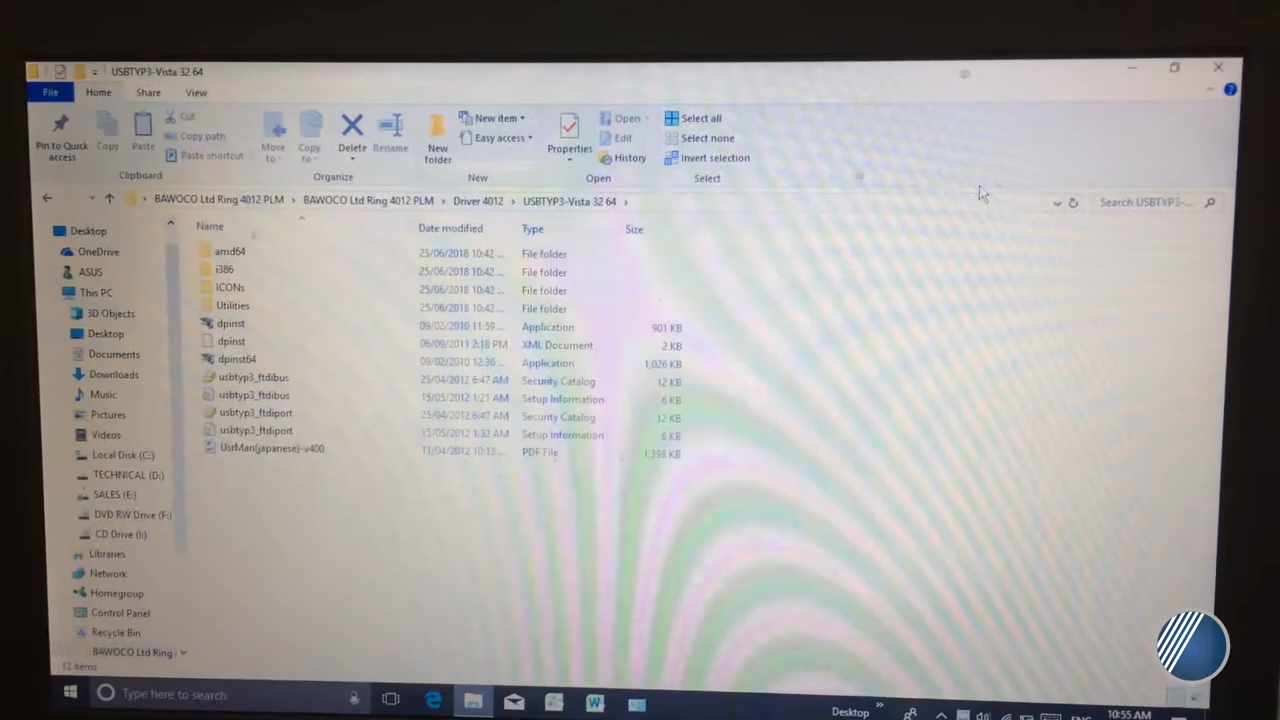 USBTYP3-Vista 32 64
File Home Share View
Pin to Quick access
Copy
Paste
Cut
Copy path
Paste shortcut
Clipboard
Move to
Copy to
Delete
Rename
Organize
New folder
New item
Easy access
New
Properties
Open
Edit
History
Open
Select all
Select none
Invert selection
Select
BAWOCO Ltd Ring 4012 PLM > BAWOCO Ltd Ring 4012 PLM > Driver 4012 > USBTYP3-Vista 32 64 >
Search USBTYP3-...
Desktop
OneDrive
ASUS
This PC
3D Objects
Desktop
Documents
Downloads
Music
Pictures
Videos
Local Disk (C:)
TECHNICAL (D:)
SALES (E:)
DVD RW Drive (F:)
CD Drive (I:)
Libraries
Network
Homegroup
Control Panel
Recycle Bin
BAWOCO Ltd Ring
Name Date modified Type Size
amd64 25/06/2018 10:42 ... File folder
i386 25/06/2018 10:42 ... File folder
ICONs 25/06/2018 10:42 ... File folder
Utilities 25/06/2018 10:42 ... File folder
dpinst 09/02/2010 11:59 ... Application 901 KB
dpinst 06/09/2011 2:18 PM XML Document 2 KB
dpinst64 09/02/2010 12:36 ... Application 1,026 KB
usbtyp3_ftdibus 25/04/2012 6:47 AM Security Catalog 12 KB
usbtyp3_ftdibus 15/05/2012 1:21 AM Setup Information 6 KB
usbtyp3_ftdiport 25/04/2012 6:47 AM Security Catalog 12 KB
usbtyp3_ftdiport 15/05/2012 1:32 AM Setup Information 6 KB
UsrMan(japanese)-v400 11/04/2012 10:13 ... PDF File 1,398 KB
12 items
Type here to search
Desktop
ENG
10:55 AM